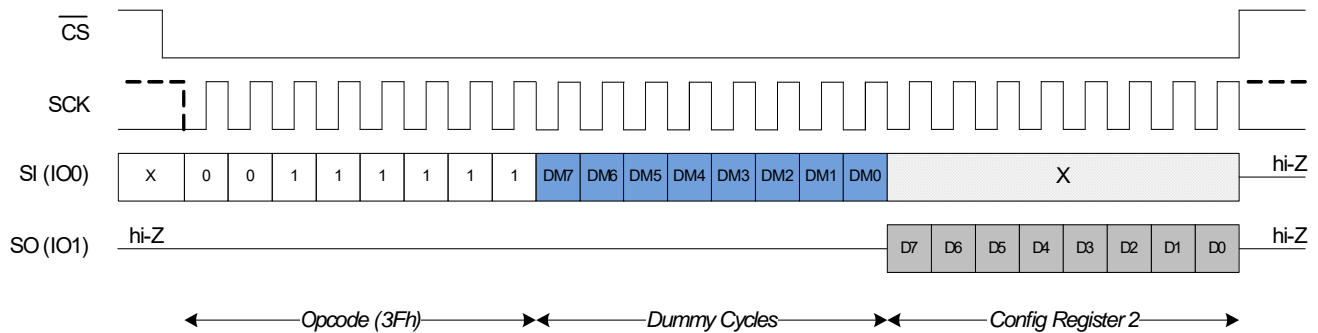 CS
SCK
SI (IO0) X 0 0 1 1 1 1 1 1 DM7 DM6 DM5 DM4 DM3 DM2 DM1 DM0 X hi-Z
SO (IO1) hi-Z D7 D6 D5 D4 D3 D2 D1 D0 hi-Z
Opcode (3Fh) Dummy Cycles Config Register 2